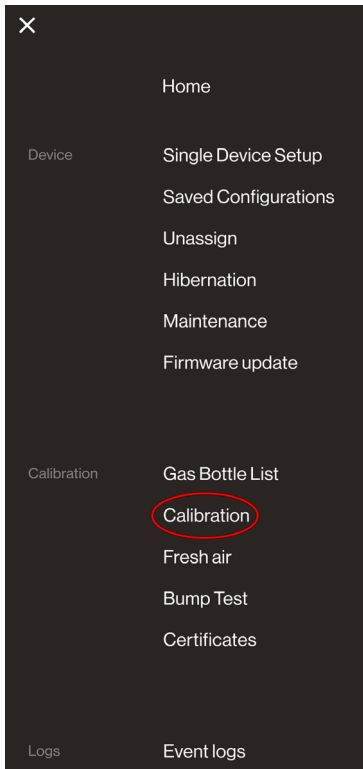 Home
Device Single Device Setup
Saved Configurations
Unassign
Hibernation
Maintenance
Firmware update
Calibration Gas Bottle List
Calibration
Fresh air
Bump Test
Certificates
Logs Event logs